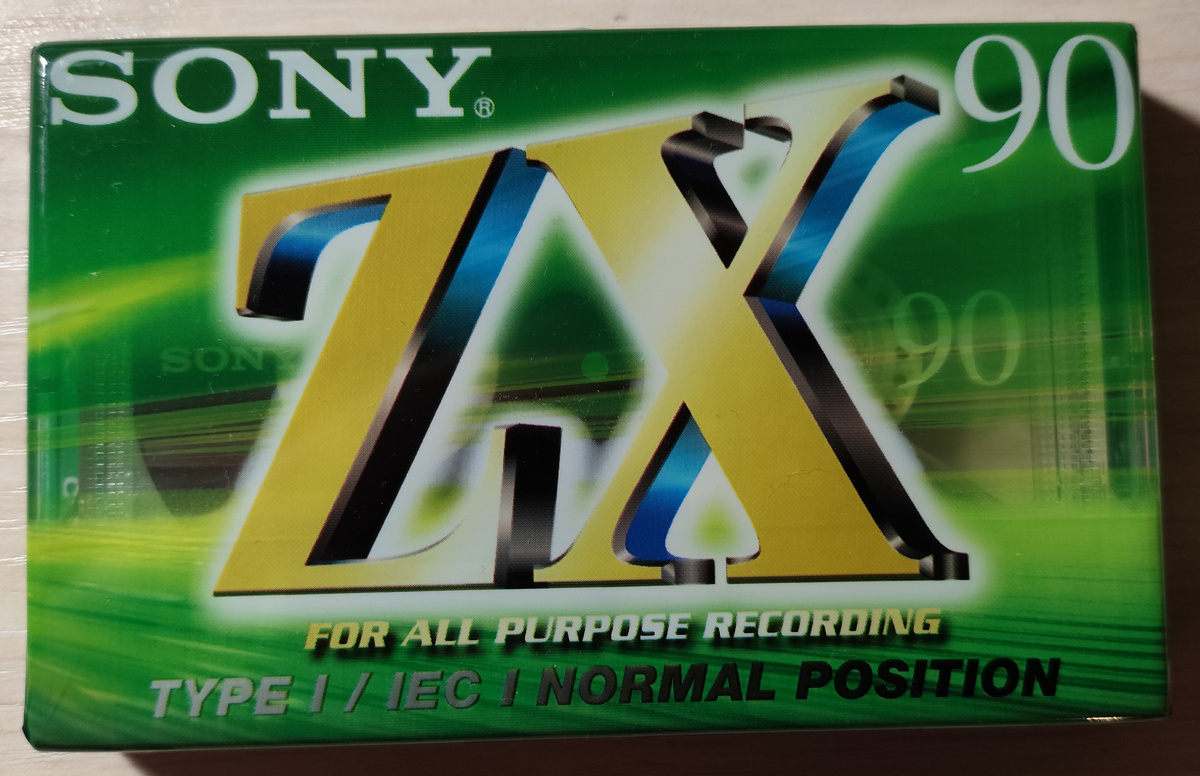 SONY® 90
ZX
SONY 90
FOR ALL PURPOSE RECORDING
TYPE I / IEC I NORMAL POSITION